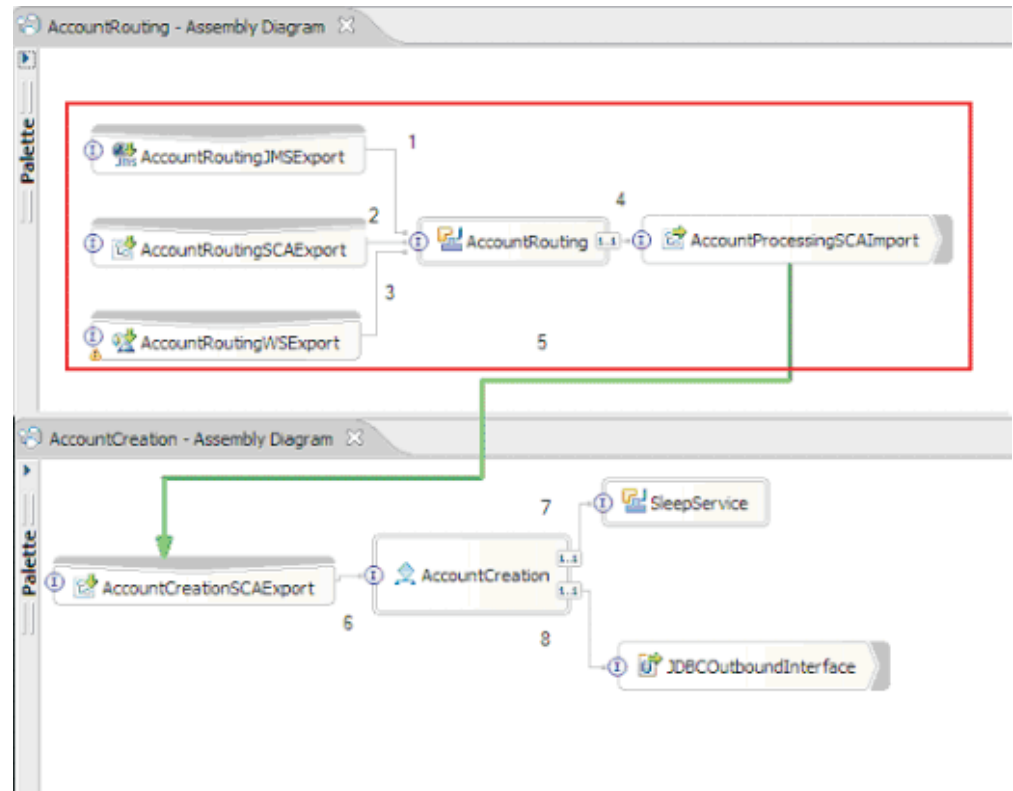 AccountRouting - Assembly Diagram
Palette
1
JMS AccountRoutingJMSExport
2
4
AccountRoutingSCAExport
AccountRouting 1..1
AccountProcessingSCAImport
3
AccountRoutingWSExport
5
AccountCreation - Assembly Diagram
Palette
7
SleepService
1..1
AccountCreation
1..1
AccountCreationSCAExport
6
8
JDBCOutboundInterface